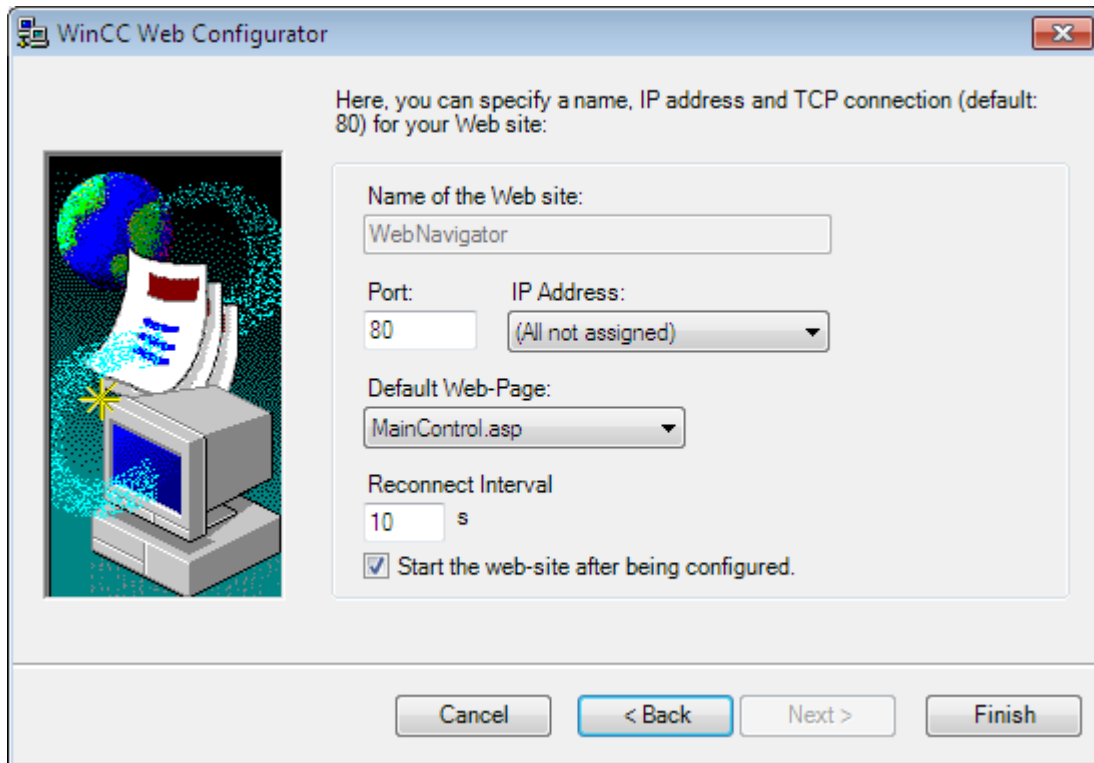 WinCC Web Configurator
Here, you can specify a name, IP address and TCP connection (default:
80) for your Web site:
Name of the Web site:
WebNavigator
Port: IP Address:
80 (All not assigned)
Default Web-Page:
MainControl.asp
Reconnect Interval
10 s
Start the web-site after being configured.
Cancel < Back Next > Finish